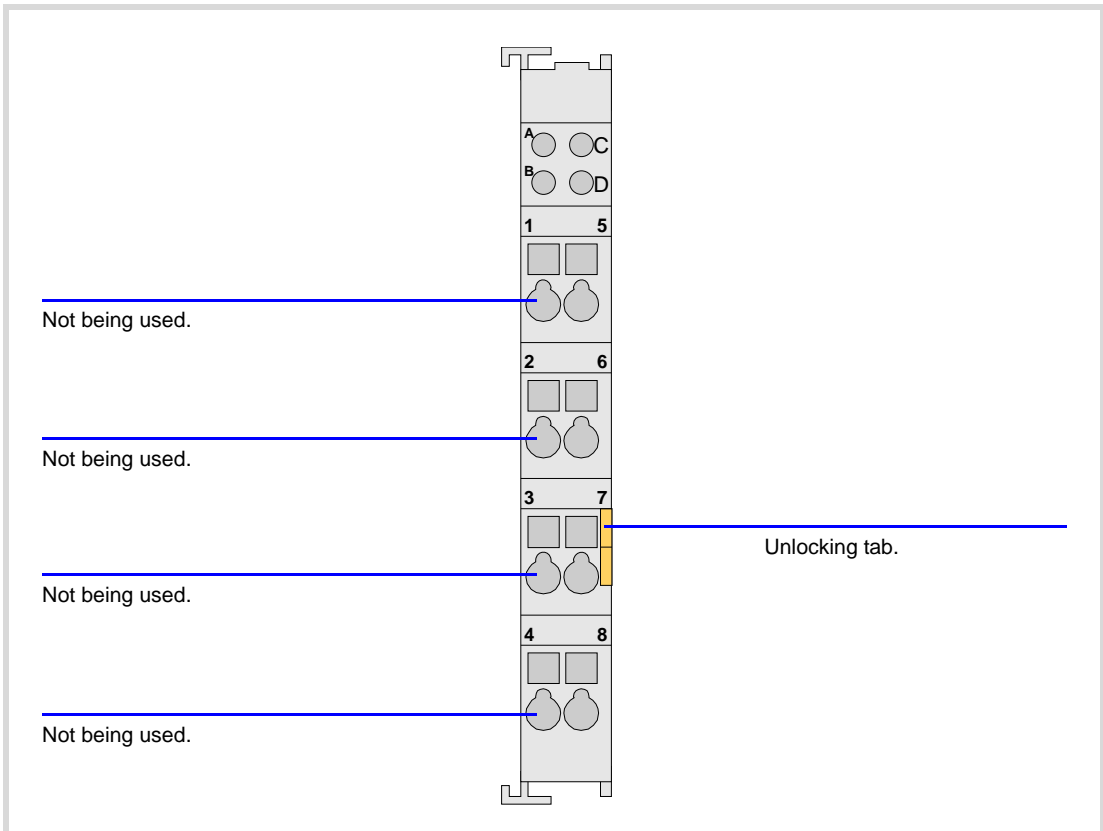 A C
B D
1 5
Not being used.
2 6
Not being used.
3 7
Unlocking tab.
Not being used.
4 8
Not being used.